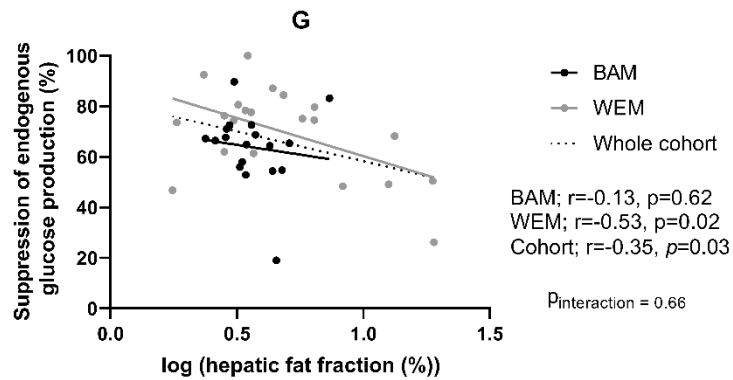 G
Suppression of endogenous
glucose production (%)
100
80
60
40
20
0
0.0 0.5 1.0 1.5
log (hepatic fat fraction (%))
BAM
WEM
Whole cohort
BAM; r=-0.13, p=0.62
WEM; r=-0.53, p=0.02
Cohort; r=-0.35, p=0.03
pinteraction = 0.66